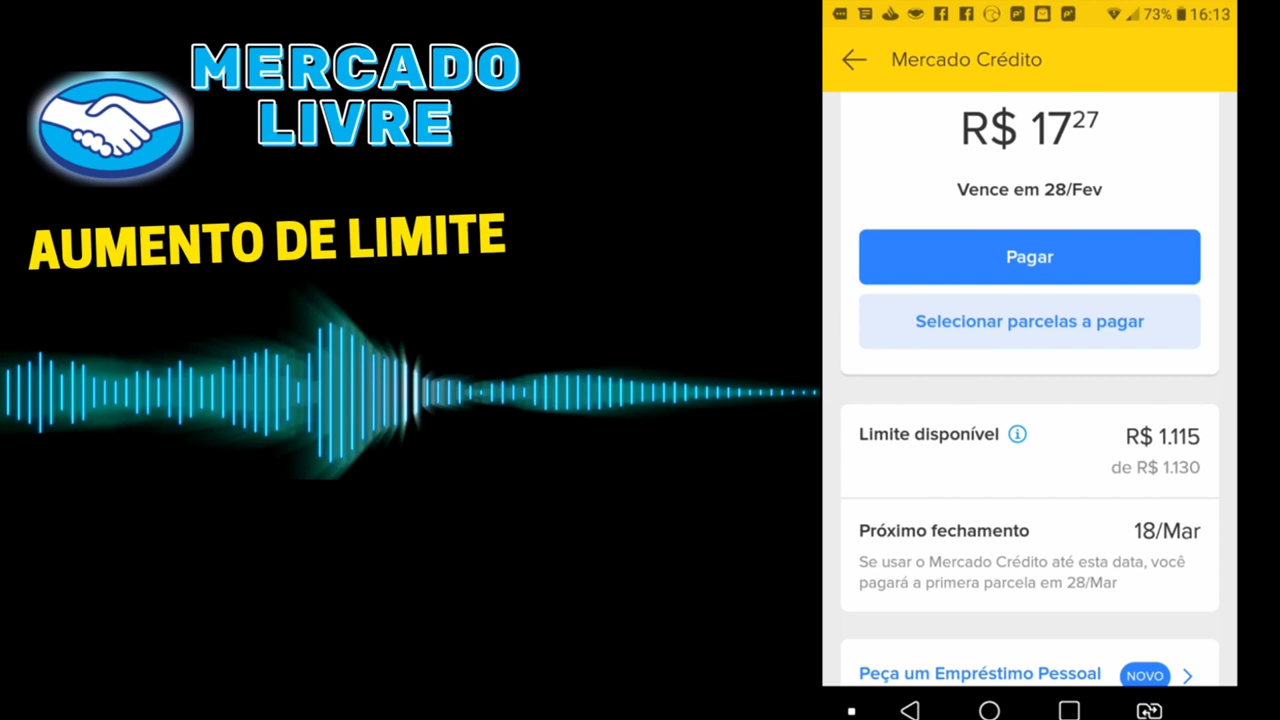 MERCADO
LIVRE
AUMENTO DE LIMITE
73% 16:13
Mercado Crédito
R$ 1727
Vence em 28/Fev
Pagar
Selecionar parcelas a pagar
Limite disponível R$ 1.115
de R$ 1.130
Próximo fechamento 18/Mar
Se usar o Mercado Crédito até esta data, você
pagará a primeira parcela em 28/Mar
Peça um Empréstimo Pessoal NOVO